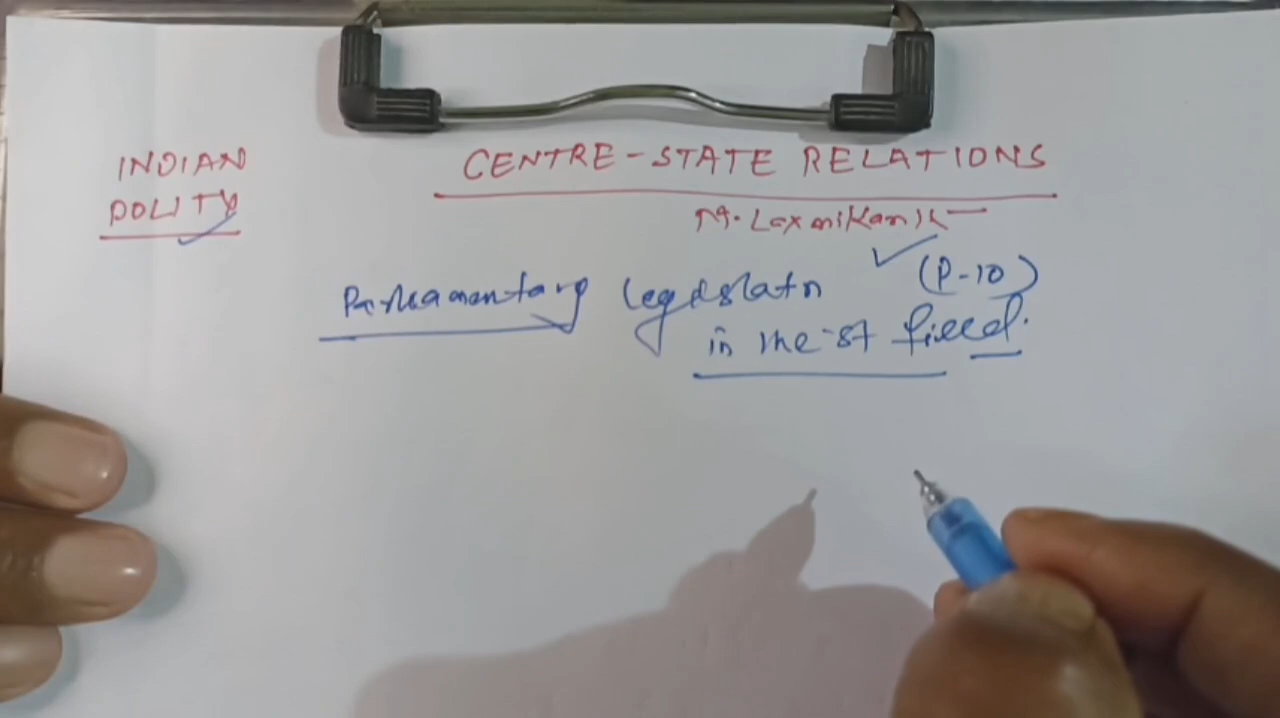 INDIAN
POLITY
CENTRE-STATE RELATIONS
M. Laxmikanth
Parliamentary legislatn (P-10)
in the st field.